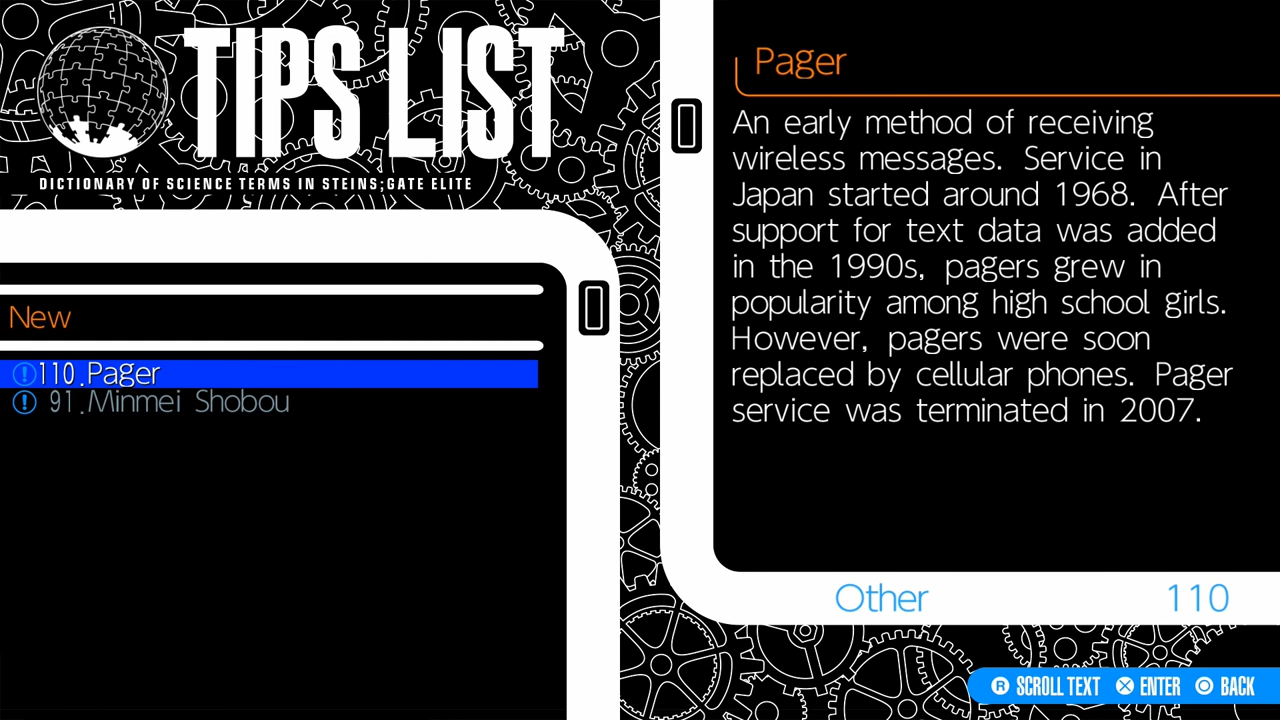 TIPS LIST
DICTIONARY OF SCIENCE TERMS IN STEINS;GATE ELITE
New
110.Pager
91.Minmei Shobou
Pager
An early method of receiving
wireless messages. Service in
Japan started around 1968. After
support for text data was added
in the 1990s, pagers grew in
popularity among high school girls.
However, pagers were soon
replaced by cellular phones. Pager
service was terminated in 2007.
Other 110
R SCROLL TEXT ENTER BACK